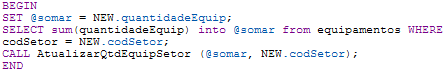 BEGIN
SET @somar = NEW.quantidadeEquip;
SELECT sum(quantidadeEquip) into @somar from equipamentos WHERE
codSetor = NEW.codSetor;
CALL AtualizarQtdEquipSetor (@somar, NEW.codSetor);
END